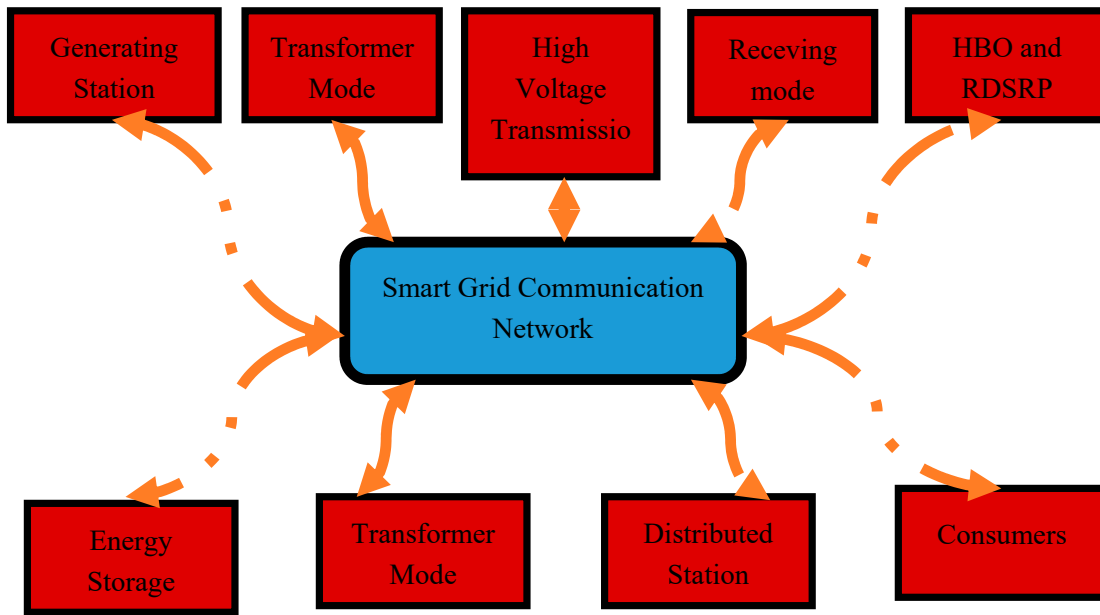 Generating
Station
Transformer
Mode
High
Voltage
Transmissio
Receving
mode
HBO and
RDSRP
Smart Grid Communication
Network
Energy
Storage
Transformer
Mode
Distributed
Station
Consumers